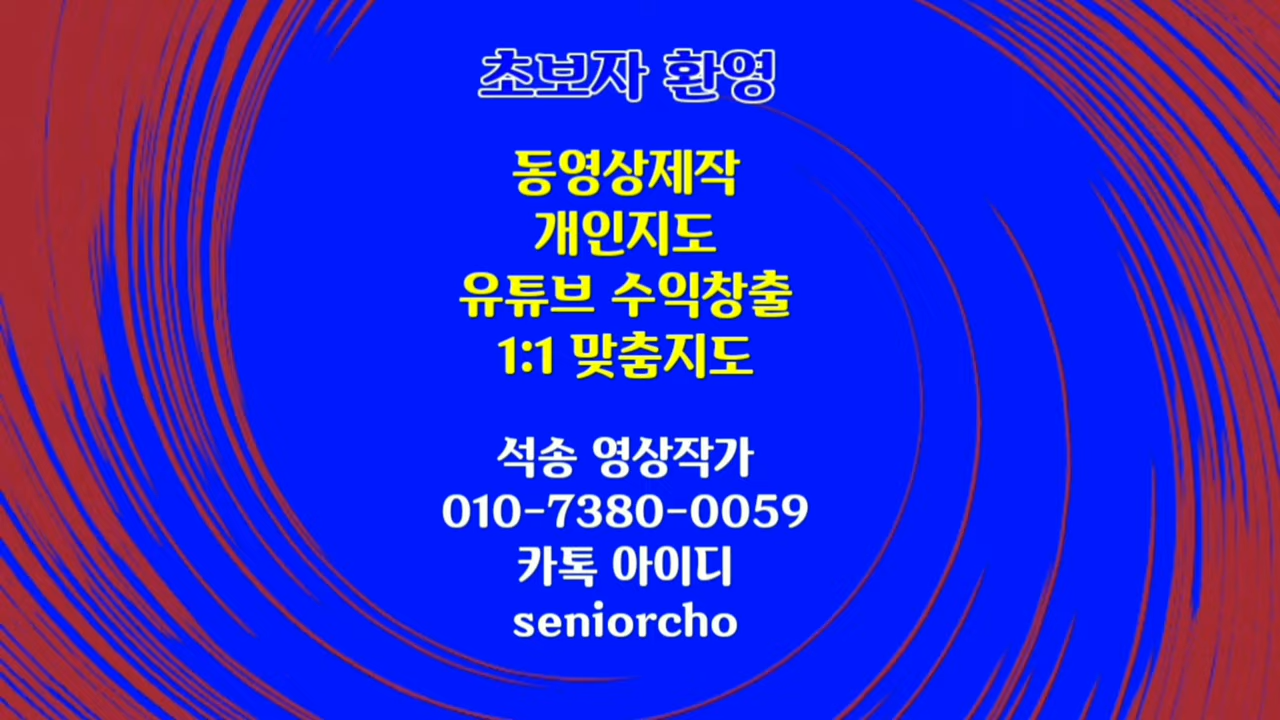 초보자 환영
동영상제작
개인지도
유튜브 수익창출
1:1 맞춤지도
석송 영상작가
010-7380-0059
카톡 아이디
seniorcho